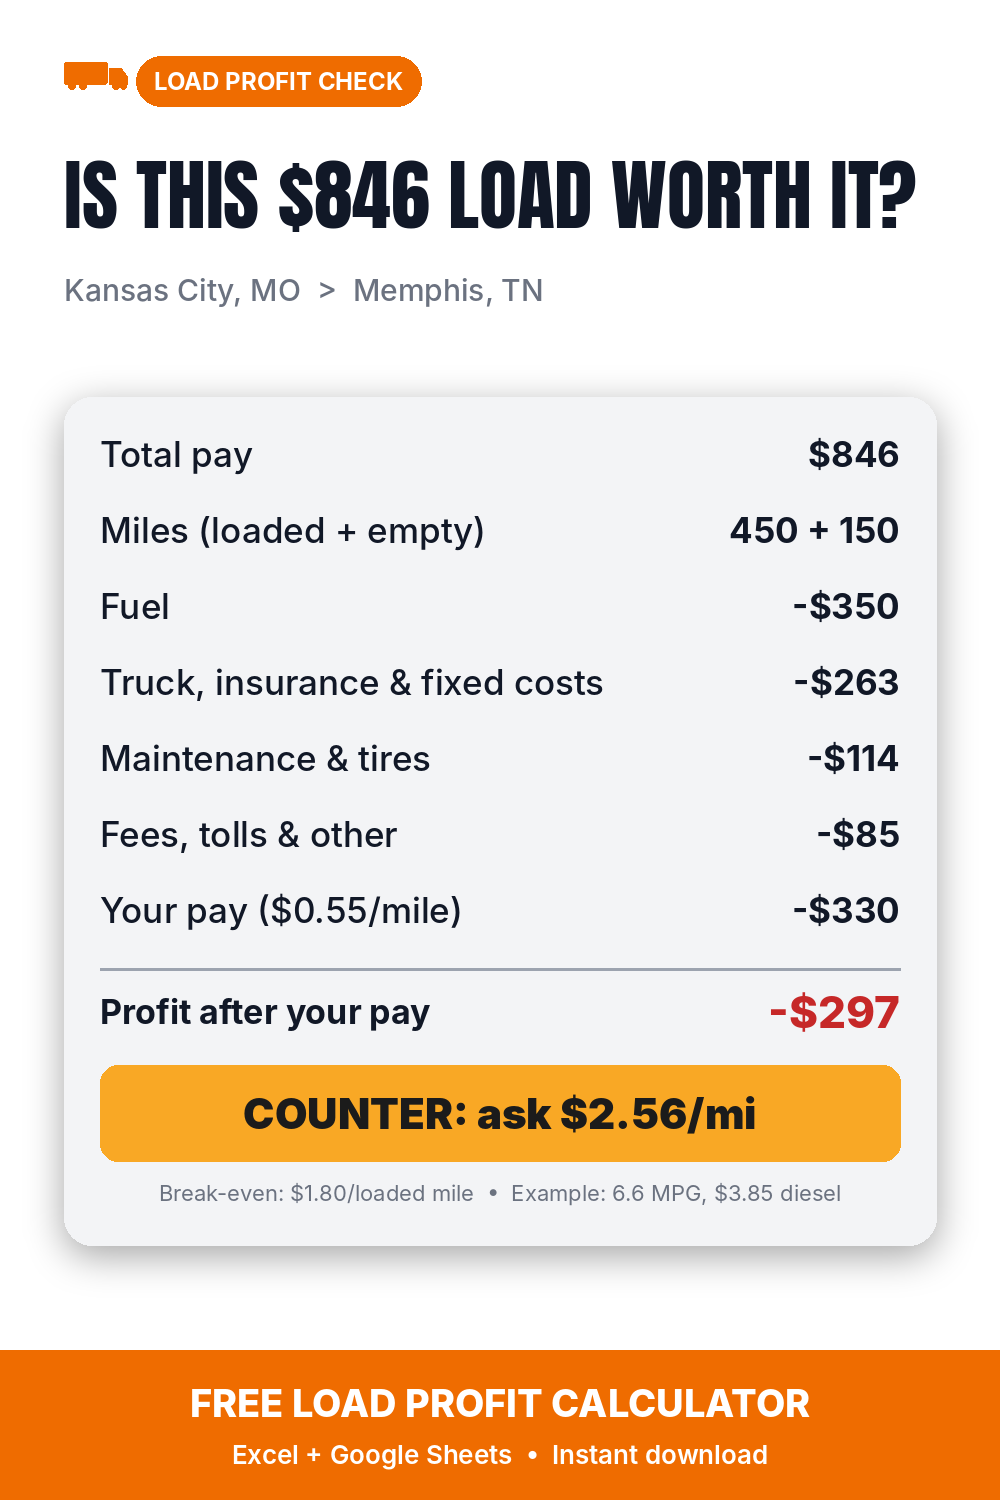 LOAD PROFIT CHECK
IS THIS $846 LOAD WORTH IT?
Kansas City, MO > Memphis, TN
Total pay $846
Miles (loaded + empty) 450 + 150
Fuel -$350
Truck, insurance & fixed costs -$263
Maintenance & tires -$114
Fees, tolls & other -$85
Your pay ($0.55/mile) -$330
Profit after your pay -$297
COUNTER: ask $2.56/mi
Break-even: $1.80/loaded mile • Example: 6.6 MPG, $3.85 diesel
FREE LOAD PROFIT CALCULATOR
Excel + Google Sheets • Instant download